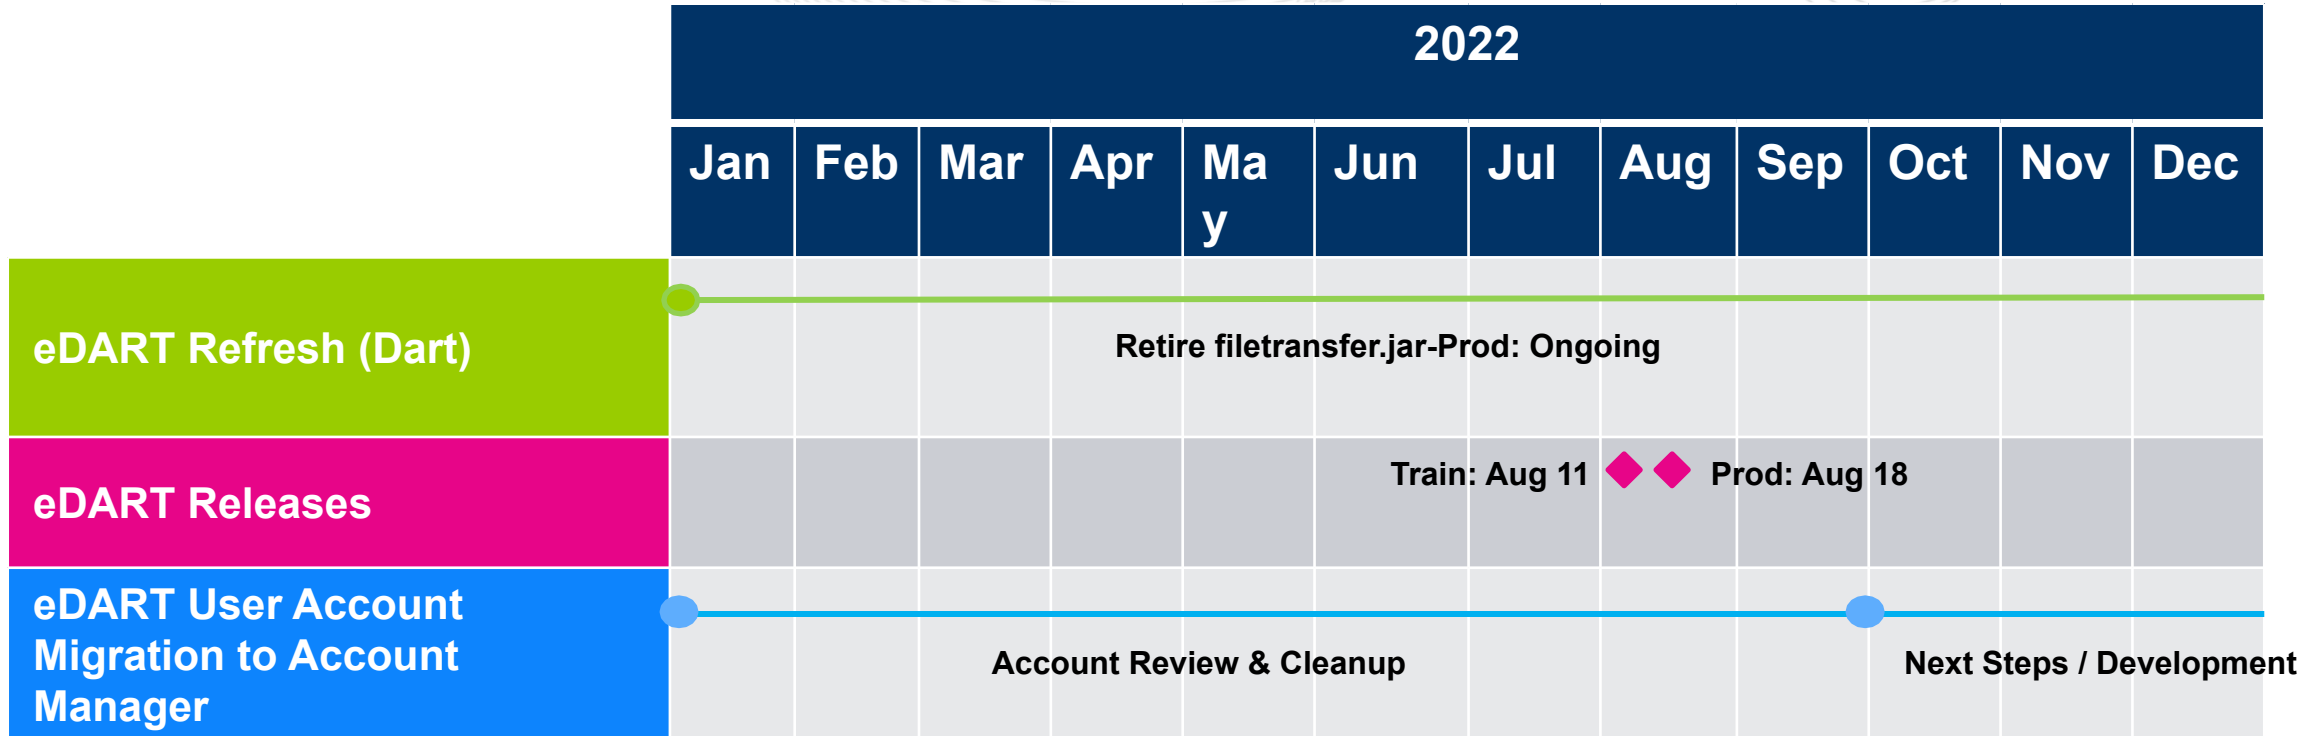 2022
Jan Feb Mar Apr Ma Jun Jul Aug Sep Oct Nov Dec
y
eDART Refresh (Dart)
Retire filetransfer.jar-Prod: Ongoing
eDART Releases
Train: Aug 11 Prod: Aug 18
eDART User Account
Migration to Account
Manager
Account Review & Cleanup
Next Steps / Development